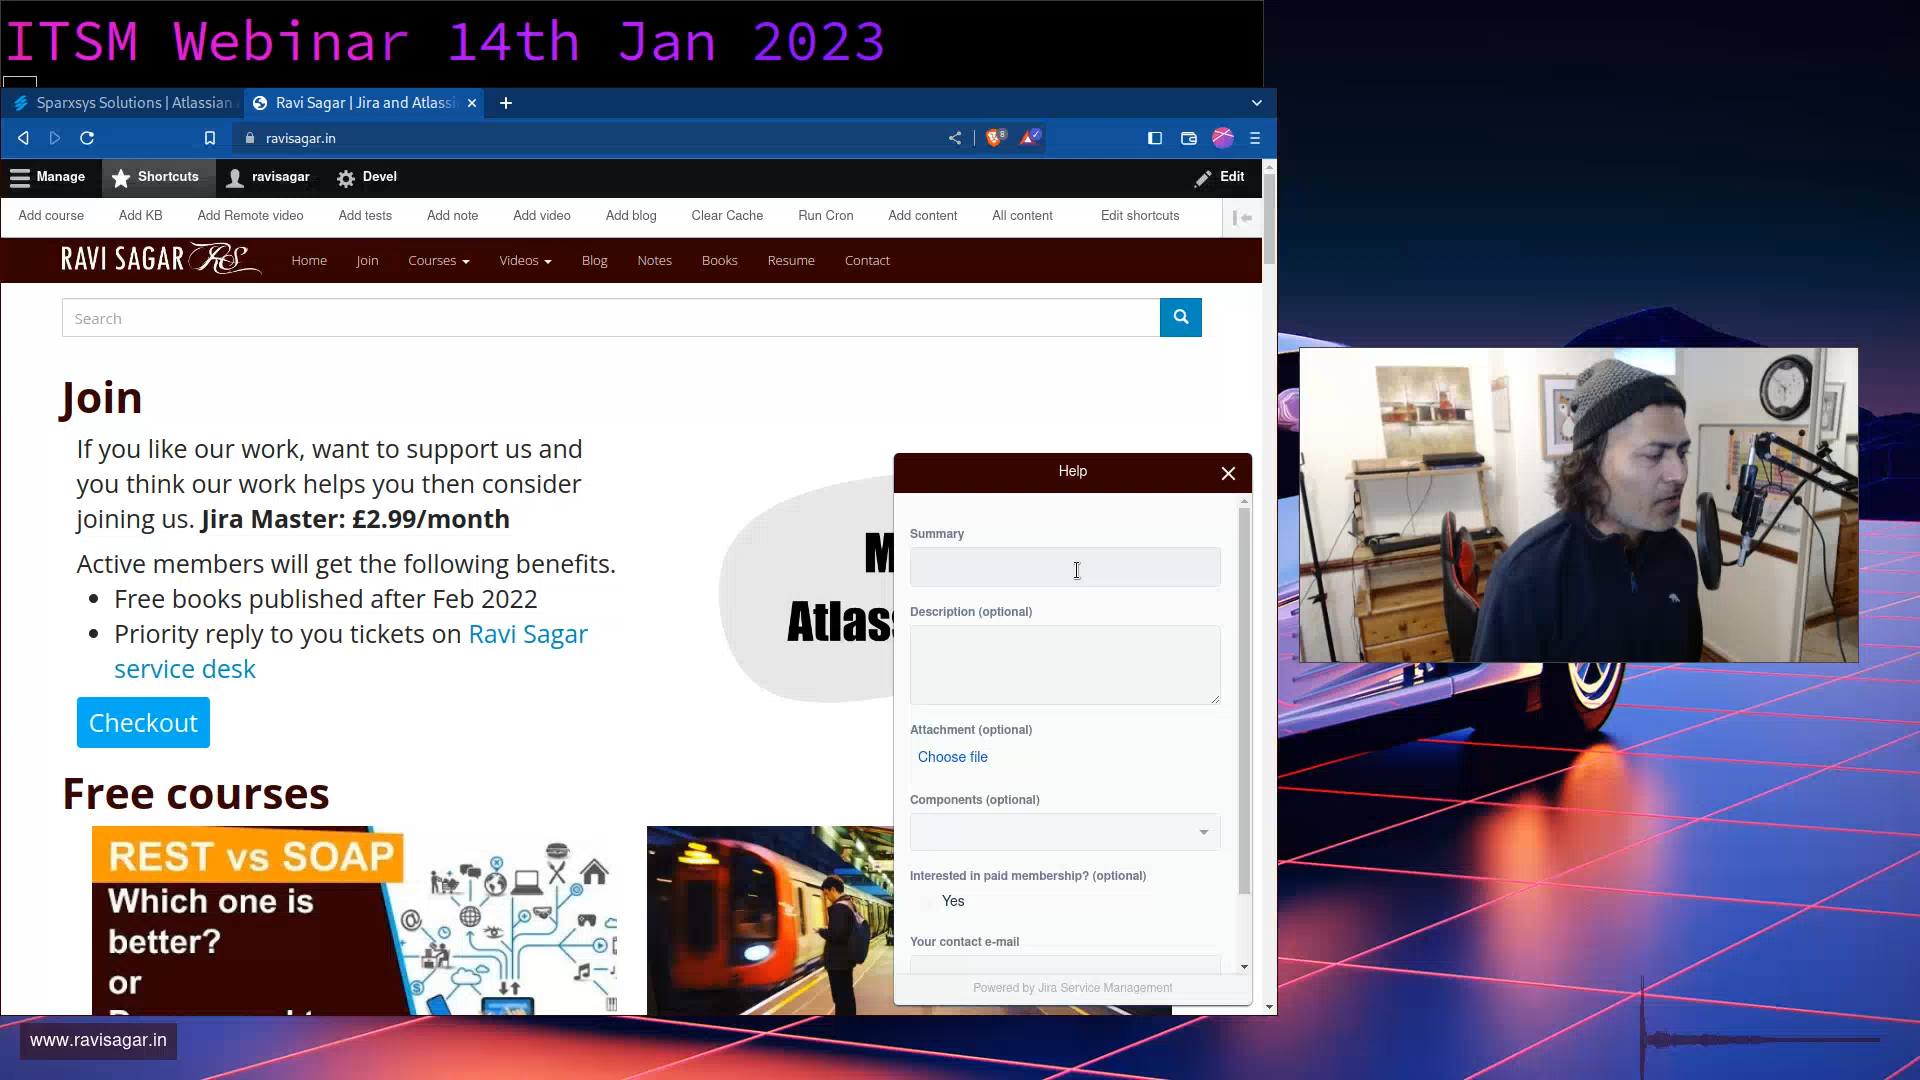 ITSM Webinar 14th Jan 2023
Sparxsys Solutions | Atlassian
Ravi Sagar | Jira and Atlassi
ravisagar.in
8
Manage
Shortcuts
ravisagar
Devel
Edit
Add course
Add KB
Add Remote video
Add tests
Add note
Add video
Add blog
Clear Cache
Run Cron
Add content
All content
Edit shortcuts
RAVI SAGAR RS
Home
Join
Courses
Videos
Blog
Notes
Books
Resume
Contact
Search
Join
If you like our work, want to support us and
you think our work helps you then consider
joining us. Jira Master: £2.99/month
Active members will get the following benefits.
Free books published after Feb 2022
Priority reply to you tickets on Ravi Sagar
service desk
Checkout
M
Atlas
Free courses
REST vs SOAP
Which one is
better?
or
Help
Summary
Description (optional)
Attachment (optional)
Choose file
Components (optional)
Interested in paid membership? (optional)
Yes
Your contact e-mail
Powered by Jira Service Management
www.ravisagar.in